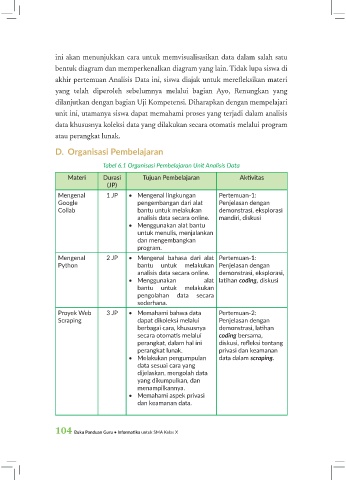 ini akan menunjukkan cara untuk memvisualisasikan data dalam salah satu
bentuk diagram dan memperkenalkan diagram yang lain. Tidak lupa siswa di
akhir pertemuan Analisis Data ini, siswa diajak untuk merefleksikan materi
yang telah diperoleh sebelumnya melalui bagian Ayo, Renungkan yang
dilanjutkan dengan bagian Uji Kompetensi. Diharapkan dengan mempelajari
unit ini, utamanya siswa dapat memahami proses yang terjadi dalam analisis
data khususnya koleksi data yang dilakukan secara otomatis melalui program
atau perangkat lunak.
D. Organisasi Pembelajaran
Tabel 6.1 Organisasi Pembelajaran Unit Analisis Data
Materi Durasi (JP) Tujuan Pembelajaran Aktivitas
Mengenal Google Collab
1 JP
• Mengenal lingkungan
pengembangan dari alat
bantu untuk melakukan
analisis data secara online.
• Menggunakan alat bantu
untuk menulis, menjalankan
dan mengembangkan
program.
Pertemuan-1:
Penjelasan dengan
demonstrasi, eksplorasi
mandiri, diskusi
Mengenal Python
2 JP
• Mengenal bahasa dari alat
bantu untuk melakukan
analisis data secara online.
• Menggunakan alat
bantu untuk melakukan
pengolahan data secara
sederhana.
Pertemuan-1:
Penjelasan dengan
demonstrasi, eksplorasi,
latihan coding, diskusi
Proyek Web Scraping
3 JP
• Memahami bahwa data
dapat dikoleksi melalui
berbagai cara, khususnya
secara otomatis melalui
perangkat, dalam hal ini
perangkat lunak.
• Melakukan pengumpulan
data sesuai cara yang
dijelaskan, mengolah data
yang dikumpulkan, dan
menampilkannya.
• Memahami aspek privasi
dan keamanan data.
Pertemuan-2:
Penjelasan dengan
demonstrasi, latihan
coding bersama,
diskusi, refleksi tentang
privasi dan keamanan
data dalam scraping.
104 Buku Panduan Guru • Informatika untuk SMA Kelas X